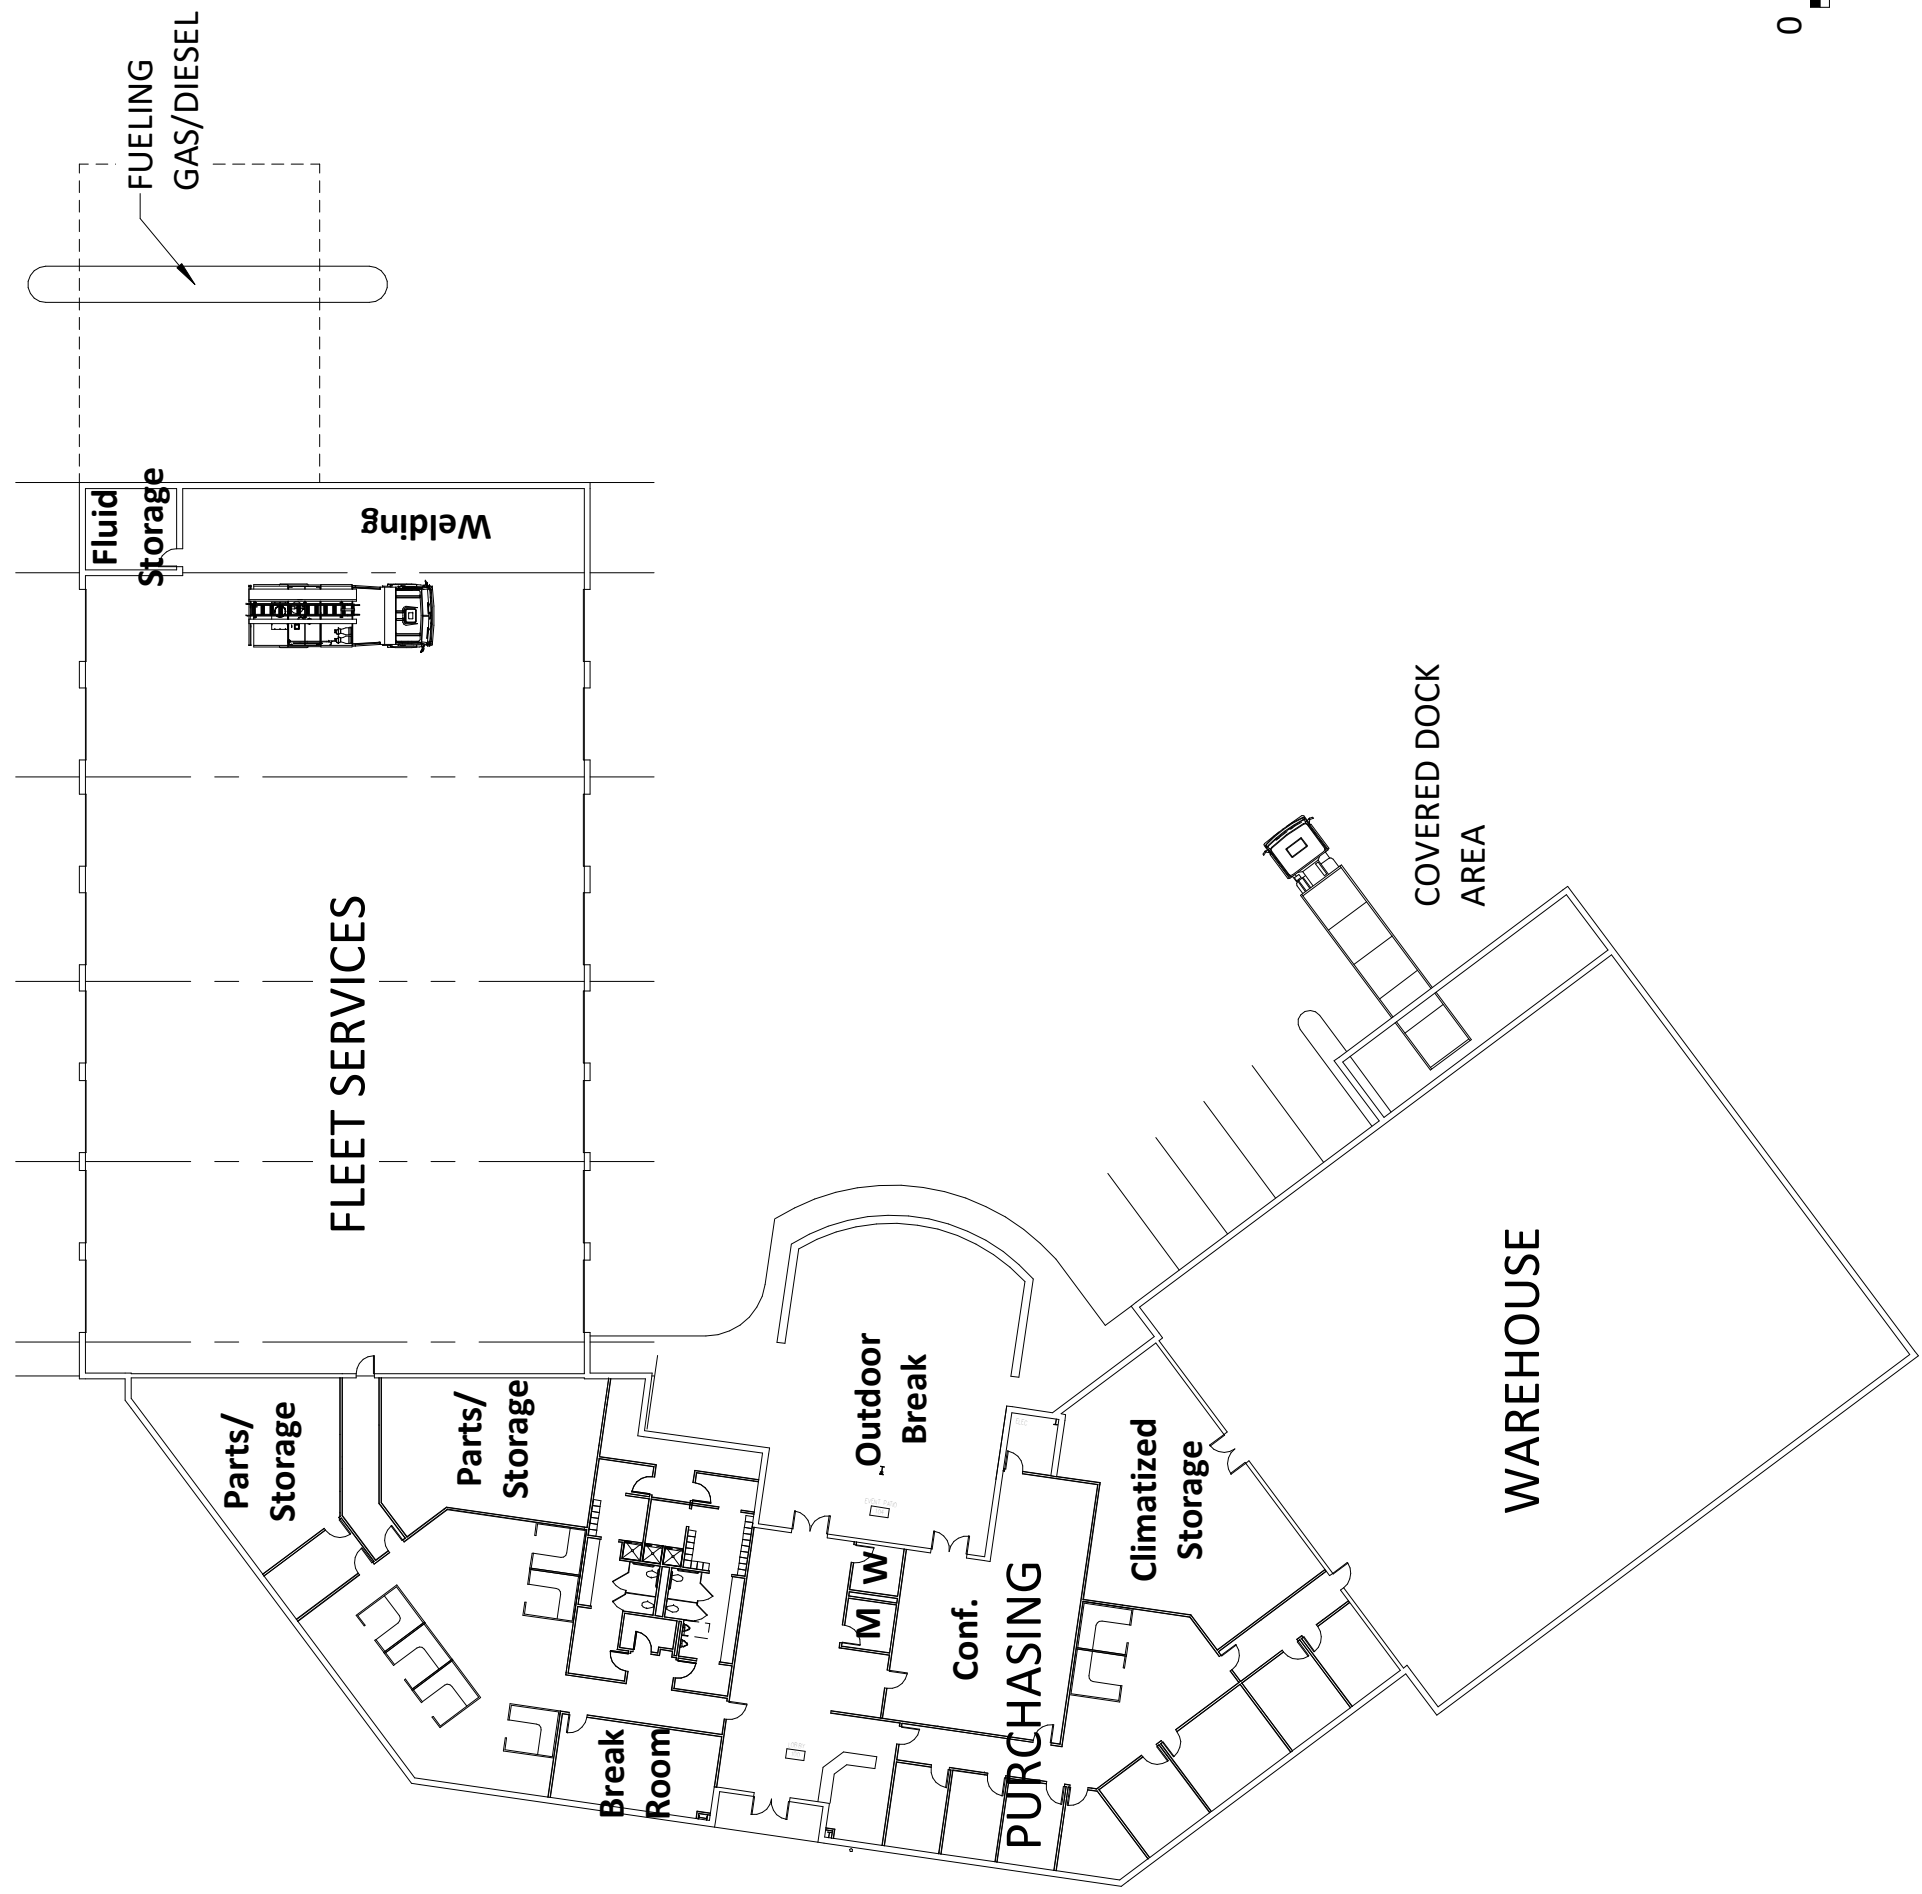 FUELING
GAS/DIESEL
0
Fluid
Storage
Welding
FLEET SERVICES
COVERED DOCK
AREA
Parts/
Storage
Parts/
Storage
Outdoor
Break
Climatized
Storage
WAREHOUSE
M
W
Conf.
PURCHASING
Break
Room